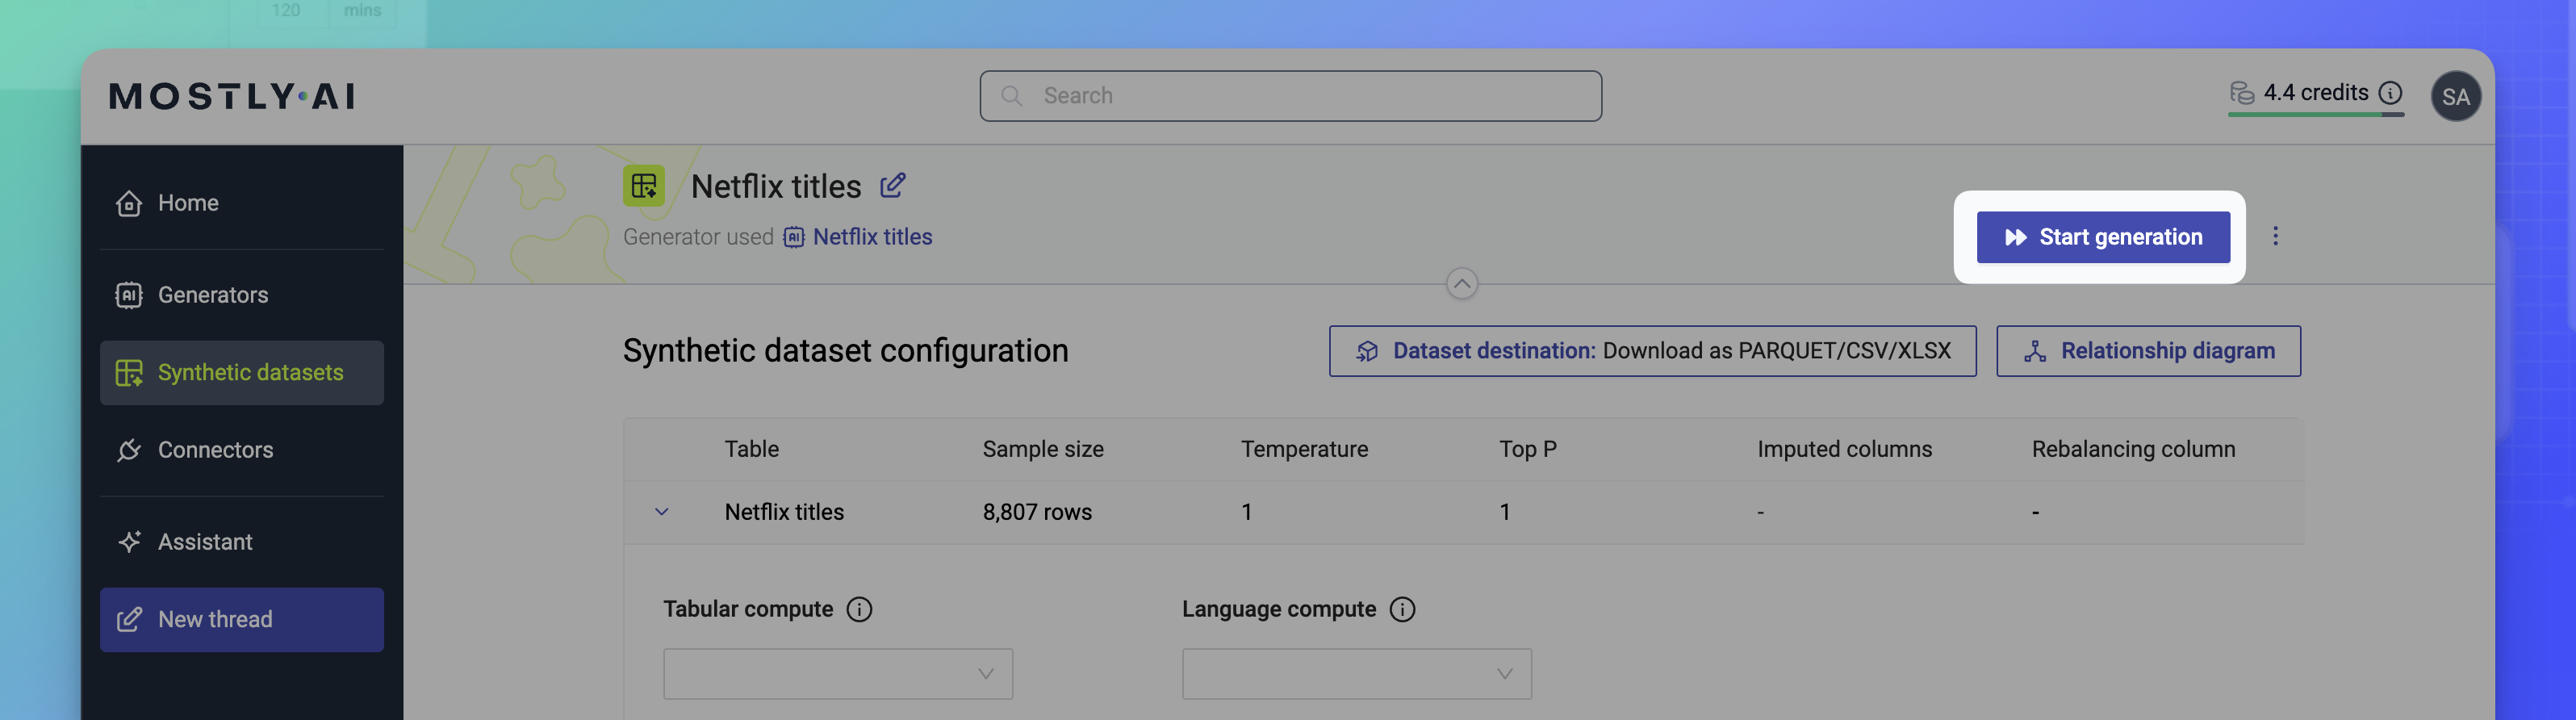 120 mins
MOSTLY AI
Search
4.4 credits
SA
Home
Generators
Synthetic datasets
Connectors
Assistant
New thread
Netflix titles
Generator used Netflix titles
Start generation
Synthetic dataset configuration
Dataset destination: Download as PARQUET/CSV/XLSX
Relationship diagram
Table Sample size Temperature Top P Imputed columns Rebalancing column
Netflix titles 8,807 rows 1 1 - -
Tabular compute
Language compute